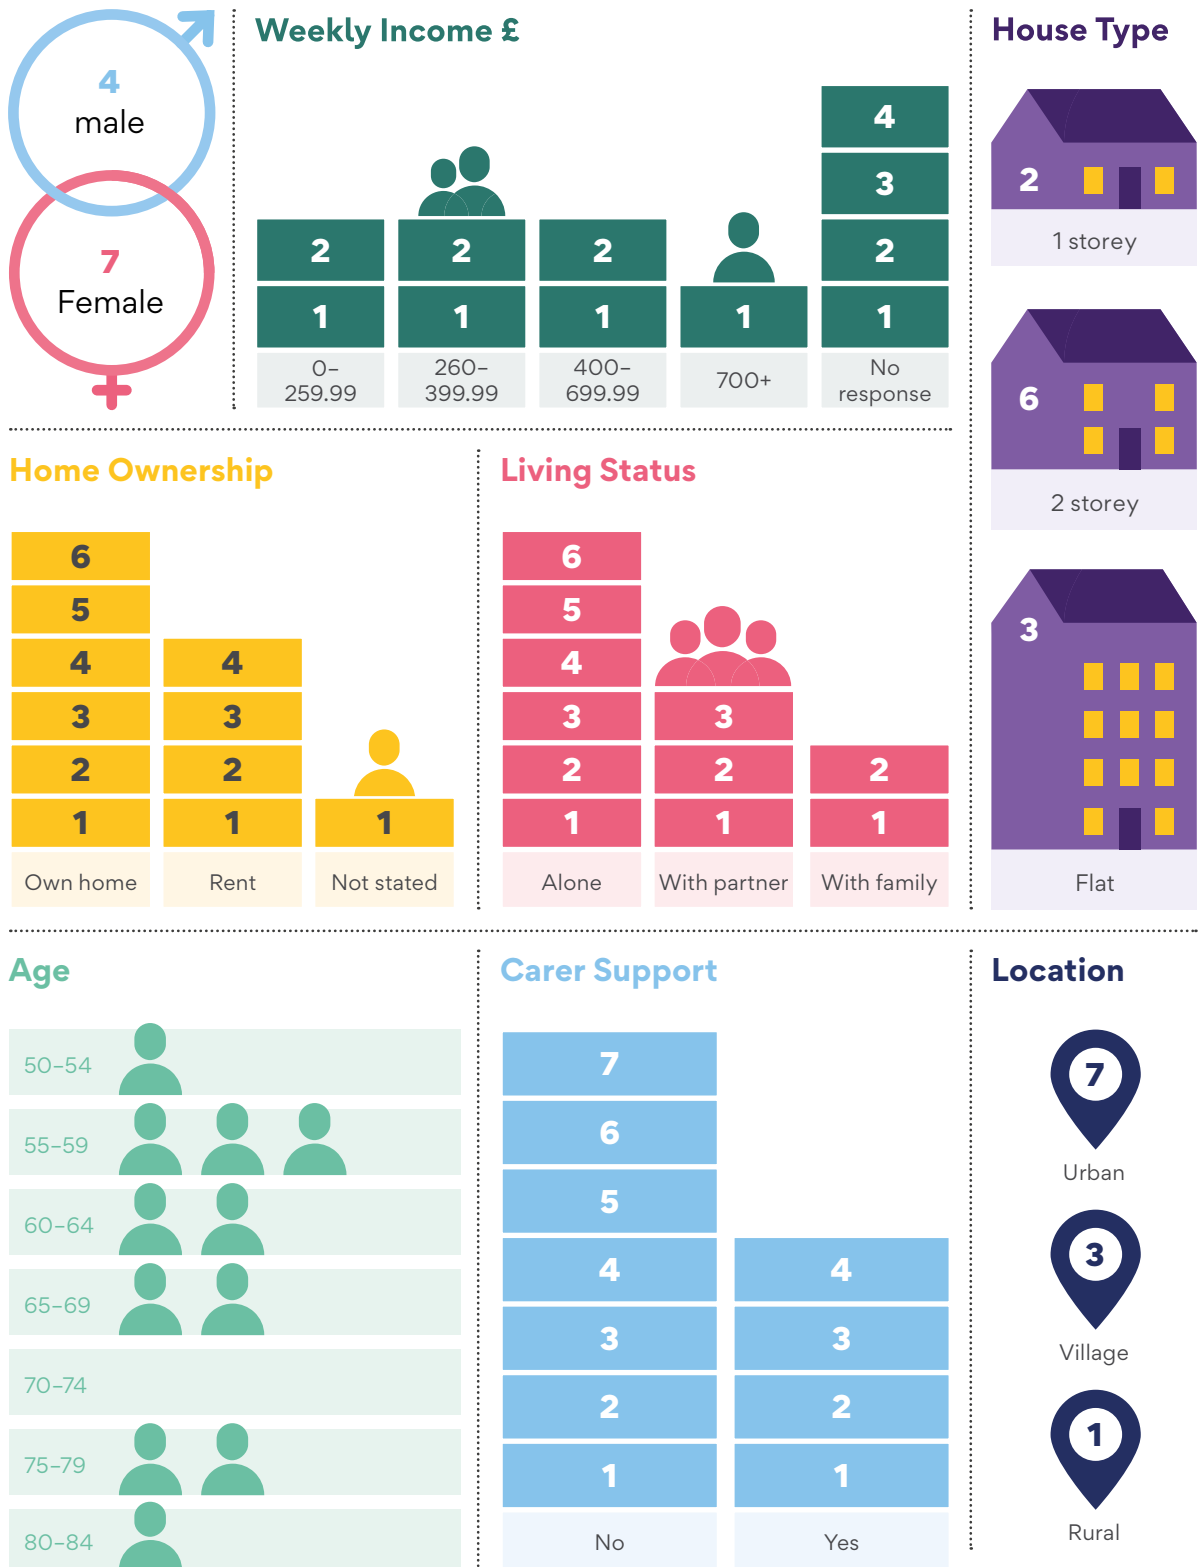 4
male
7
Female
Weekly Income £
2
1
0–
259.99
2
1
260–
399.99
2
1
400–
699.99
1
700+
4
3
2
1
No
response
House Type
2
1 storey
6
2 storey
3
Flat
Home Ownership
6
5
4
3
2
1
Own home
4
3
2
1
Rent
1
Not stated
Living Status
6
5
4
3
2
1
Alone
3
2
1
With partner
2
1
With family
Age
50–54
55–59
60–64
65–69
70–74
75–79
80–84
Carer Support
7
6
5
4
3
2
1
No
4
3
2
1
Yes
Location
7
Urban
3
Village
1
Rural